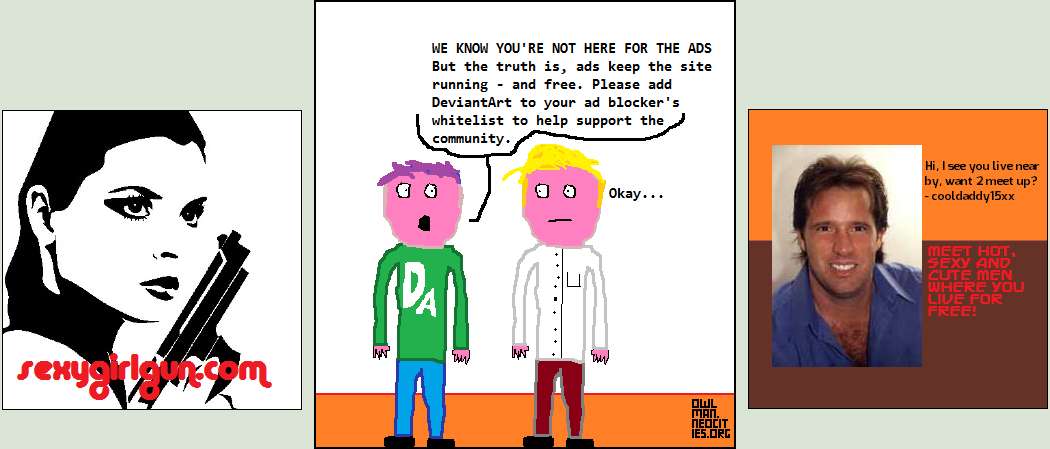 WE KNOW YOU'RE NOT HERE FOR THE ADS
But the truth is, ads keep the site
running - and free. Please add
DeviantArt to your ad blocker's
whitelist to help support the
community.
Okay...
DA
OWL
MAN.
NEOCIT
IES.ORG
sexygirlgun.com
Hi, I see you live near
by, want 2 meet up?
- cooldaddy15xx
MEET HOT,
SEXY AND
CUTE MEN
WHERE YOU
LIVE FOR
FREE!